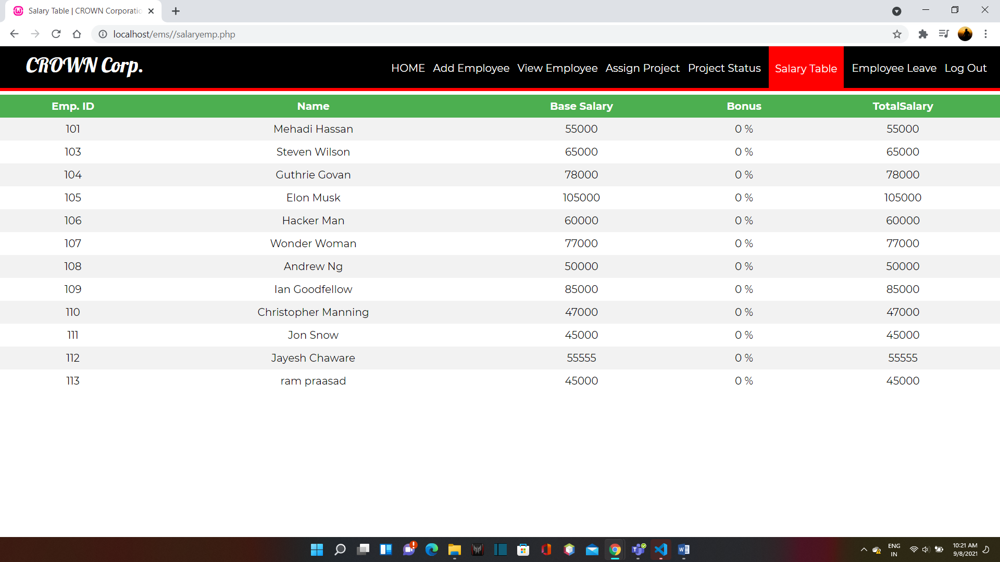 Salary Table | CROWN Corporatio
localhost/ems//salaryemp.php
CROWN Corp.
HOME Add Employee View Employee Assign Project Project Status Salary Table Employee Leave Log Out
Emp. ID Name Base Salary Bonus TotalSalary
101 Mehadi Hassan 55000 0 % 55000
103 Steven Wilson 65000 0 % 65000
104 Guthrie Govan 78000 0 % 78000
105 Elon Musk 105000 0 % 105000
106 Hacker Man 60000 0 % 60000
107 Wonder Woman 77000 0 % 77000
108 Andrew Ng 50000 0 % 50000
109 Ian Goodfellow 85000 0 % 85000
110 Christopher Manning 47000 0 % 47000
111 Jon Snow 45000 0 % 45000
112 Jayesh Chaware 55555 0 % 55555
113 ram praasad 45000 0 % 45000
ENG
IN
10:21 AM
9/8/2021